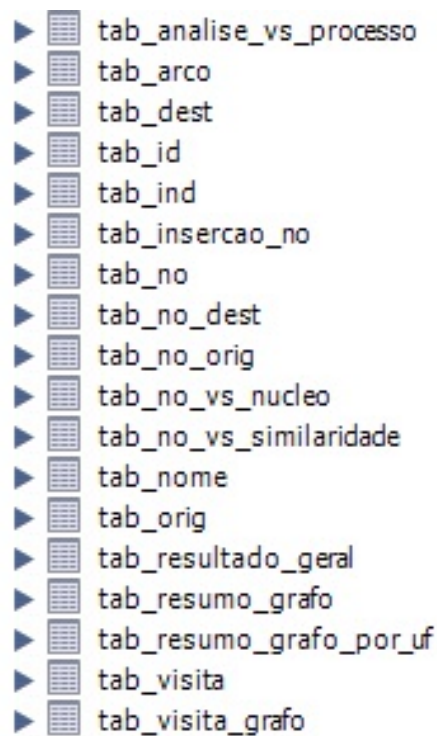 tab_analise_vs_processo
tab_arco
tab_dest
tab_id
tab_ind
tab_insercao_no
tab_no
tab_no_dest
tab_no_orig
tab_no_vs_nucleo
tab_no_vs_similaridade
tab_nome
tab_orig
tab_resultado_geral
tab_resumo_grafo
tab_resumo_grafo_por_uf
tab_visita
tab_visita_grafo